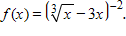 f(x) = (∛x − 3x)⁻².